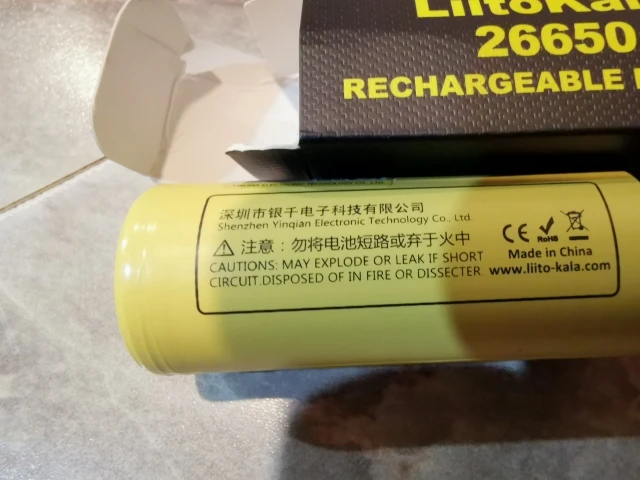 LiitoKala
26650
RECHARGEABLE
深圳市银千电子科技有限公司
Shenzhen Yinqian Electronic Technology Co., Ltd.
注意：勿将电池短路或弃于火中
CAUTIONS: MAY EXPLODE OR LEAK IF SHORT
CIRCUIT.DISPOSED OF IN FIRE OR DISSECTER
CE RoHS
Made in China
www.liito-kala.com